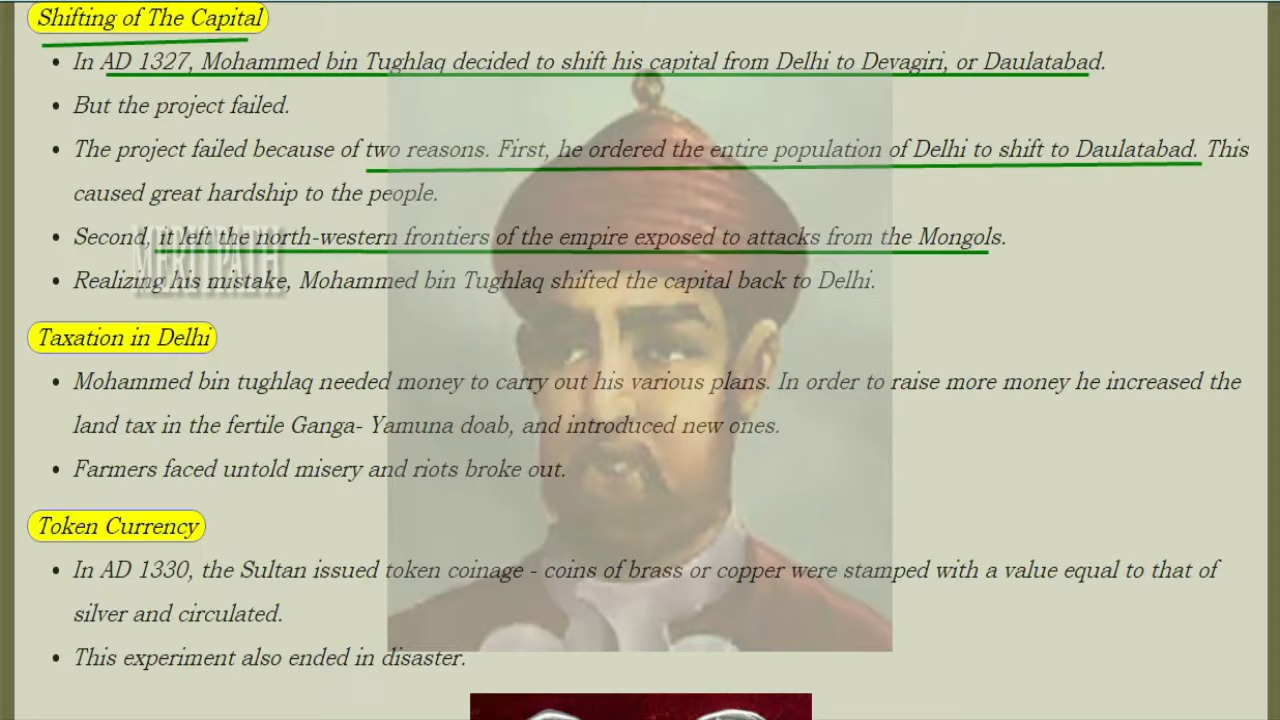 Shifting of The Capital
• In AD 1327, Mohammed bin Tughlaq decided to shift his capital from Delhi to Devagiri, or Daulatabad.
• But the project failed.
• The project failed because of two reasons. First, he ordered the entire population of Delhi to shift to Daulatabad. This
caused great hardship to the people.
• Second, it left the north-western frontiers of the empire exposed to attacks from the Mongols.
MERITPATH
• Realizing his mistake, Mohammed bin Tughlaq shifted the capital back to Delhi.
Taxation in Delhi
• Mohammed bin tughlaq needed money to carry out his various plans. In order to raise more money he increased the
land tax in the fertile Ganga- Yamuna doab, and introduced new ones.
• Farmers faced untold misery and riots broke out.
Token Currency
• In AD 1330, the Sultan issued token coinage - coins of brass or copper were stamped with a value equal to that of
silver and circulated.
• This experiment also ended in disaster.